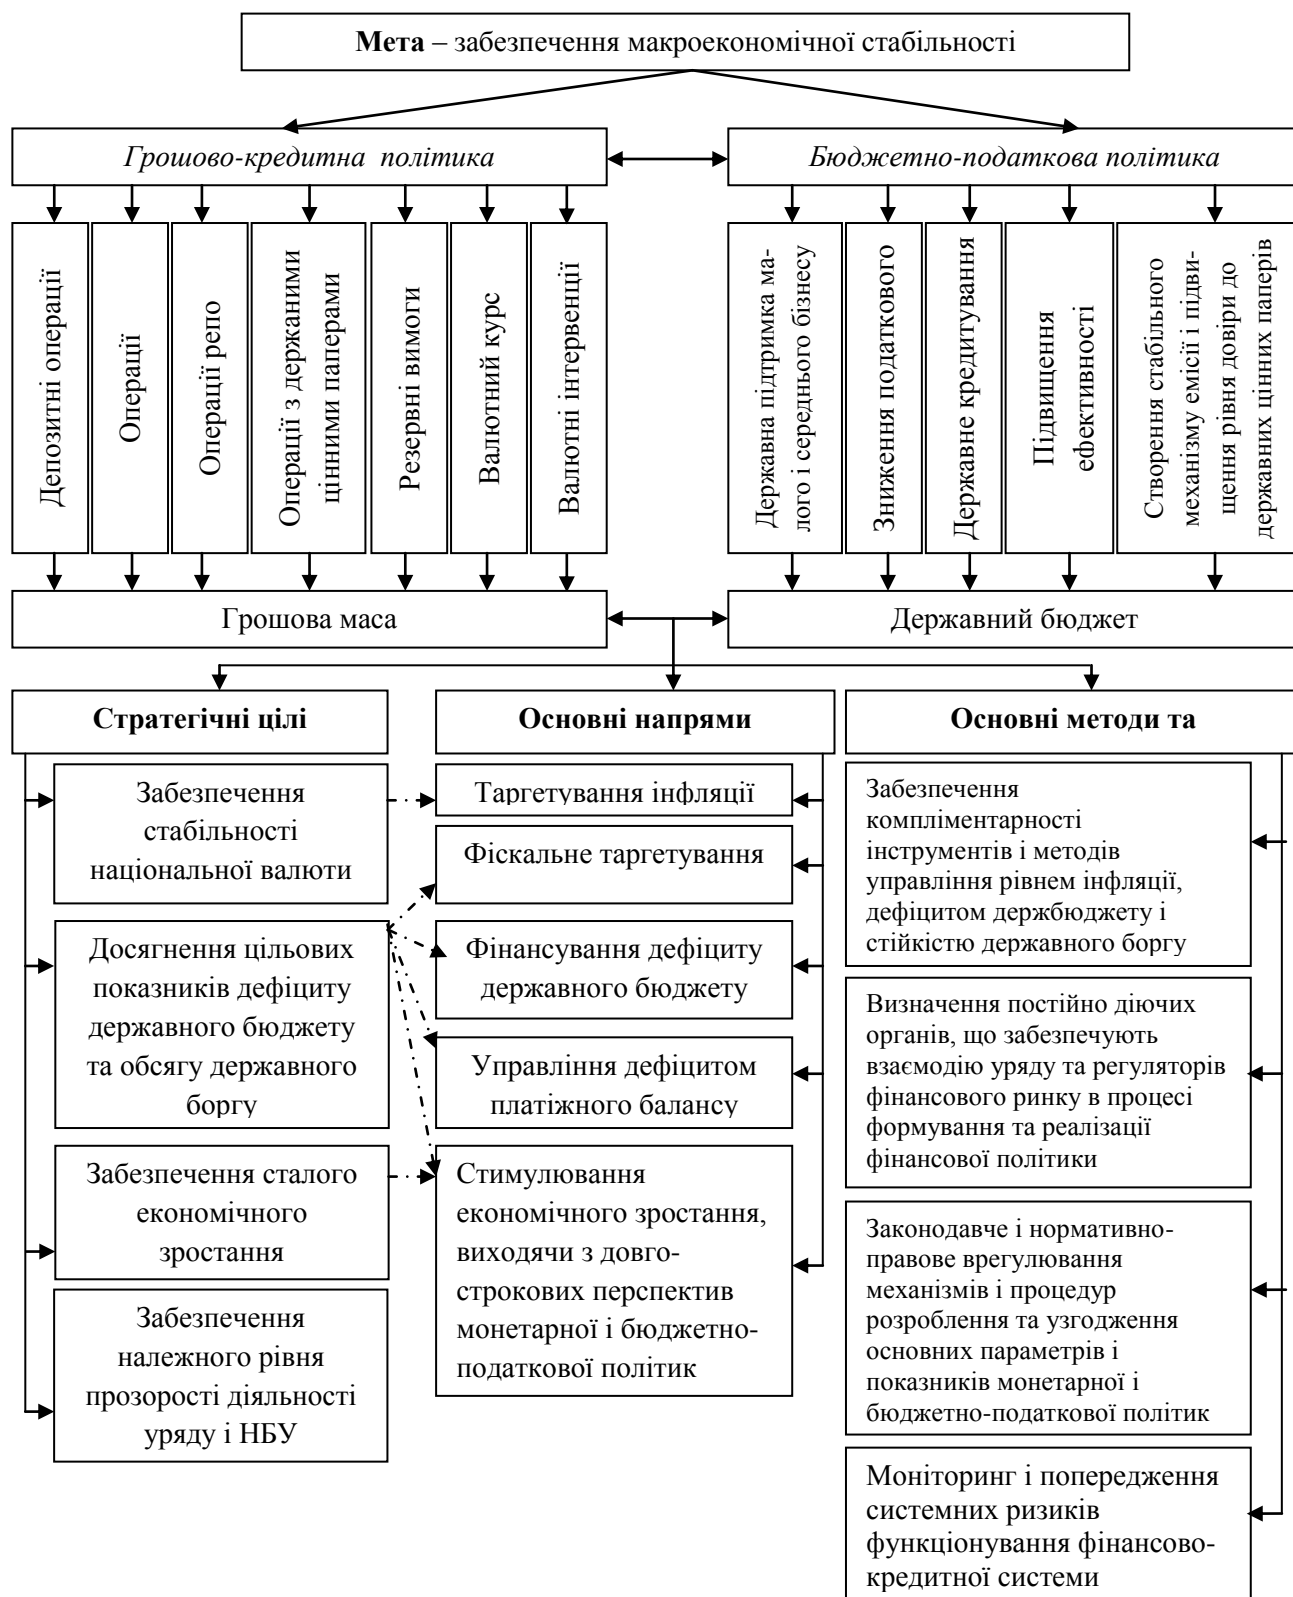 Мета – забезпечення макроекономічної стабільності
Грошово-кредитна політика
Бюджетно-податкова політика
Депозитні операції
Операції
Операції репо
Операції з держаними
цінними паперами
Резервні вимоги
Валютний курс
Валютні інтервенції
Державна підтримка ма-
лого і середнього бізнесу
Зниження податкового
Державне кредитування
Підвищення
ефективності
Створення стабільного
механізму емісії і підви-
щення рівня довіри до
державних цінних паперів
Грошова маса
Державний бюджет
Стратегічні цілі
Основні напрями
Основні методи та
Забезпечення
стабільності
національної валюти
Досягнення цільових
показників дефіциту
державного бюджету
та обсягу державного
боргу
Забезпечення сталого
економічного
зростання
Забезпечення
належного рівня
прозорості діяльності
уряду і НБУ
Таргетування інфляції
Фіскальне таргетування
Фінансування дефіциту
державного бюджету
Управління дефіцитом
платіжного балансу
Стимулювання
економічного зростання,
виходячи з довго-
строкових перспектив
монетарної і бюджетно-
податкової політик
Забезпечення
компліментарності
інструментів і методів
управління рівнем інфляції,
дефіцитом держбюджету і
стійкістю державного боргу
Визначення постійно діючих
органів, що забезпечують
взаємодію уряду та регуляторів
фінансового ринку в процесі
формування та реалізації
фінансової політики
Законодавче і нормативно-
правове врегулювання
механізмів і процедур
розроблення та узгодження
основних параметрів і
показників монетарної і
бюджетно-податкової політик
Моніторинг і попередження
системних ризиків
функціонування фінансово-
кредитної системи